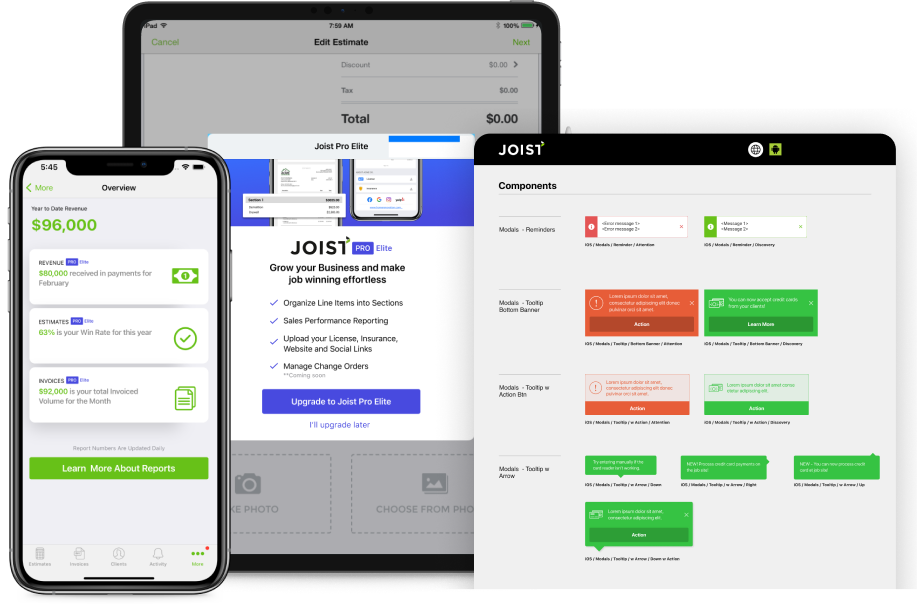 iPad
7:59 AM
100%
Cancel
Edit Estimate
Next
Discount
$0.00
Tax
$0.00
Total
$0.00
Joist Pro Elite
Section 1
JOIST PRO Elite
Grow your Business and make
job winning effortless
Organize Line Items into Sections
Sales Performance Reporting
Upload your License, Insurance,
Website and Social Links
Manage Change Orders
**Coming soon
Upgrade to Joist Pro Elite
I'll upgrade later
KE PHOTO
CHOOSE FROM PHO
5:45
More
Overview
Year to Date Revenue
$96,000
REVENUE PRO Elite
$80,000 received in payments for
February
ESTIMATES PRO Elite
63% is your Win Rate for this year
INVOICES PRO Elite
$92,000 is your total Invoiced
Volume for the Month
Report Numbers Are Updated Daily
Learn More About Reports
Estimates
Invoices
Clients
Activity
More
JOIST
Components
Modals - Reminders
<Error message 1>
<Error message 2>
iOS / Modals / Reminder / Attention
<Message 1>
<Message 2>
iOS / Modals / Reminder / Discovery
Modals - Tooltip
Bottom Banner
Lorem ipsum dolor sit amet,
consectetur adipiscing elit donec
pulvinar orci sit amet.
Action
iOS / Modals / Tooltip / Bottom Banner / Attention
You can now accept credit cards
from your clients!
Learn More
iOS / Modals / Tooltip / Bottom Banner / Discovery
Modals - Tooltip w
Action Btn
Lorem ipsum dolor sit amet,
consectetur adipiscing elit donec
pulvinar orci sit amet.
Action
iOS / Modals / Tooltip / w Action / Attention
Lorem ipsum dolor sit amet conse
ctetur adipiscing elit.
Action
iOS / Modals / Tooltip / w Action / Discovery
Modals - Tooltip w
Arrow
Try entering manually if the
card reader isn't working.
iOS / Modals / Tooltip / w Arrow / Down
NEW! Process credit card payments on
the job site!
iOS / Modals / Tooltip / w Arrow / Right
NEW - You can now process credit
card at job site!
iOS / Modals / Tooltip / w Arrow / Up
Lorem ipsum dolor sit amet,
consectetur adipiscing elit.
Action
iOS / Modals / Tooltip / w Arrow / Down w Action